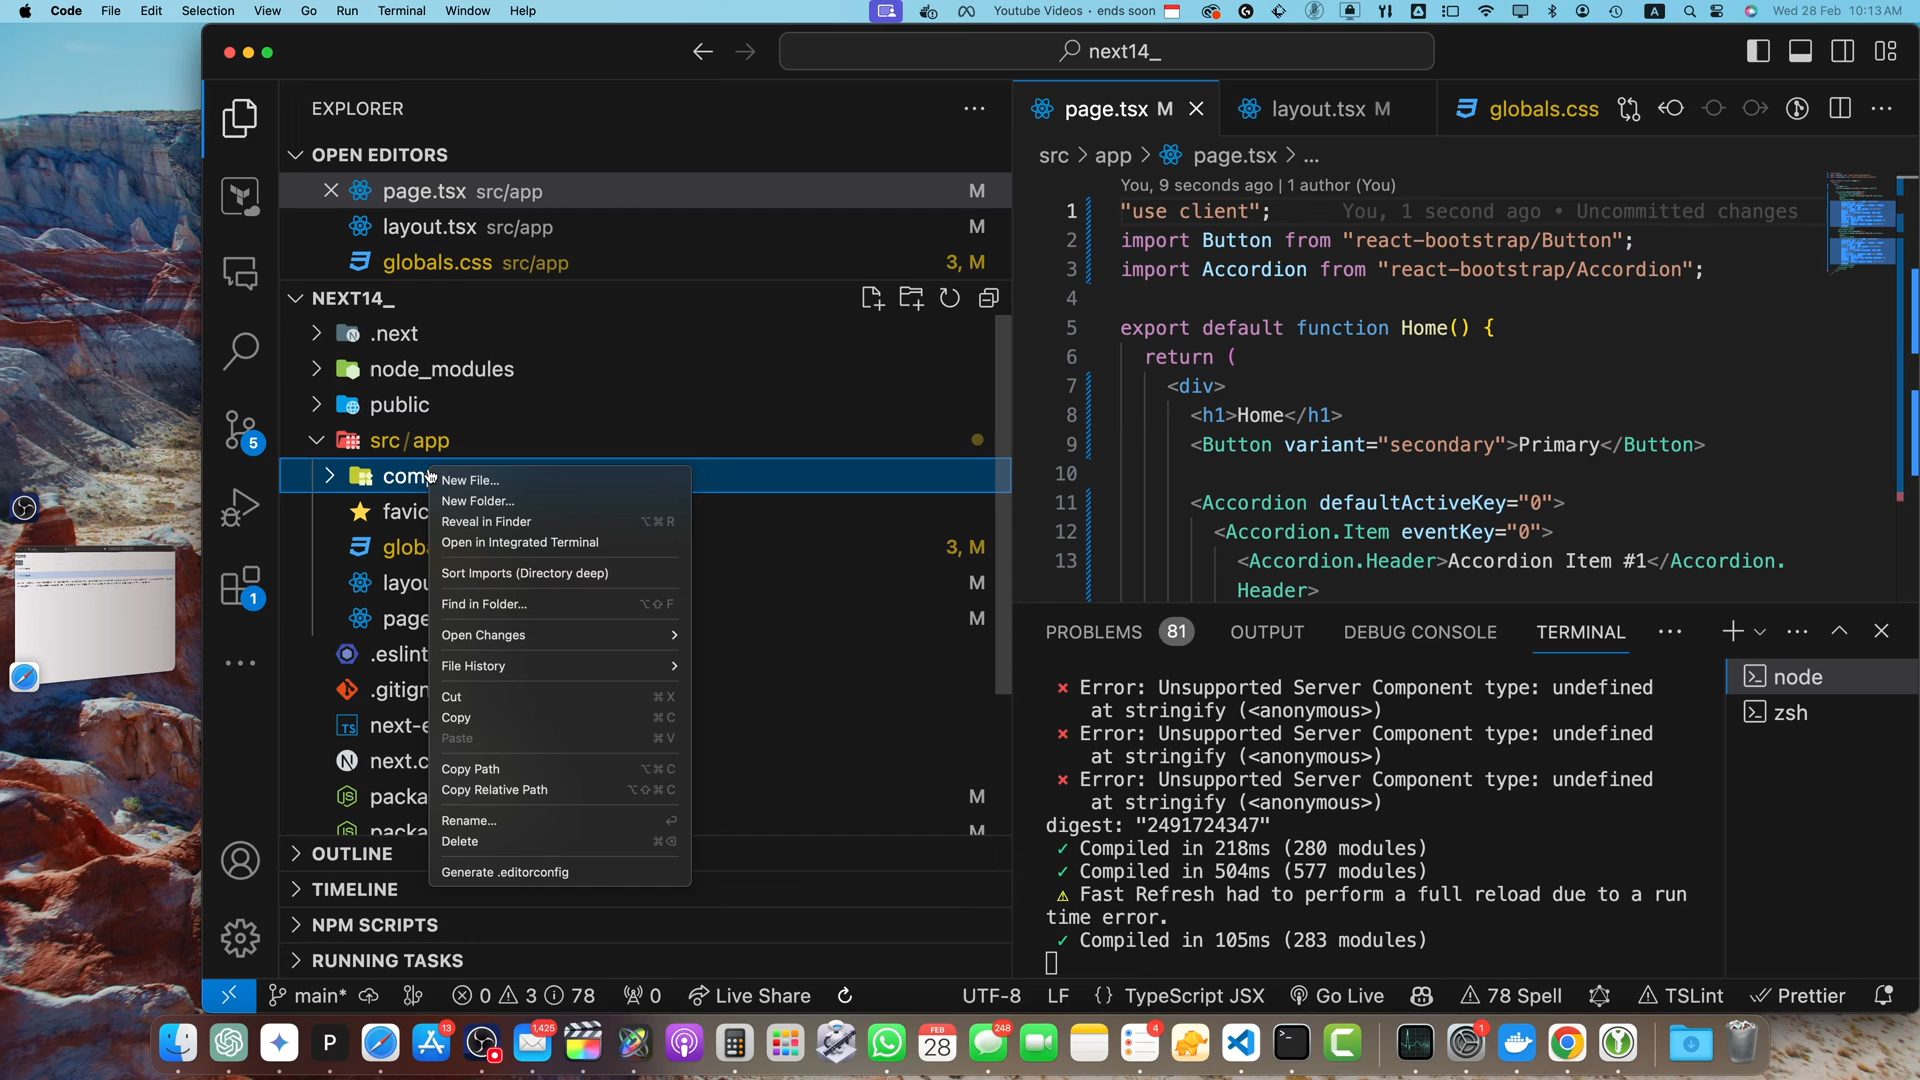 Code File Edit Selection View Go Run Terminal Window Help
Youtube Videos • ends soon
A
Wed 28 Feb 10:13 AM
next14_
EXPLORER
OPEN EDITORS
page.tsx src/app M
layout.tsx src/app M
globals.css src/app 3, M
NEXT14_
.next
node_modules
public
src/app
com
favic
glob 3, M
layou M
page M
.eslint
.gitign
next-e
next.c
packa M
packa M
New File...
New Folder...
Reveal in Finder ⌥⌘R
Open in Integrated Terminal
Sort Imports (Directory deep)
Find in Folder... ⌥⇧F
Open Changes
File History
Cut ⌘X
Copy ⌘C
Paste ⌘V
Copy Path ⌥⌘C
Copy Relative Path ⌥⇧⌘C
Rename... ⏎
Delete ⌘⌫
Generate .editorconfig
OUTLINE
TIMELINE
NPM SCRIPTS
RUNNING TASKS
5
1
page.tsx M
layout.tsx M
globals.css
src > app > page.tsx > ...
You, 9 seconds ago | 1 author (You)
1 "use client"; You, 1 second ago • Uncommitted changes
2 import Button from "react-bootstrap/Button";
3 import Accordion from "react-bootstrap/Accordion";
4
5 export default function Home() {
6 return (
7 <div>
8 <h1>Home</h1>
9 <Button variant="secondary">Primary</Button>
10
11 <Accordion defaultActiveKey="0">
12 <Accordion.Item eventKey="0">
13 <Accordion.Header>Accordion Item #1</Accordion.
Header>
PROBLEMS 81 OUTPUT DEBUG CONSOLE TERMINAL
× Error: Unsupported Server Component type: undefined
at stringify (<anonymous>)
× Error: Unsupported Server Component type: undefined
at stringify (<anonymous>)
× Error: Unsupported Server Component type: undefined
at stringify (<anonymous>)
digest: "2491724347"
✓ Compiled in 218ms (280 modules)
✓ Compiled in 504ms (577 modules)
⚠ Fast Refresh had to perform a full reload due to a run
time error.
✓ Compiled in 105ms (283 modules)
node
zsh
main* 0 3 78 0 Live Share UTF-8 LF {} TypeScript JSX Go Live 78 Spell TSLint Prettier
P
13
1,425
FEB
28
248
4
1